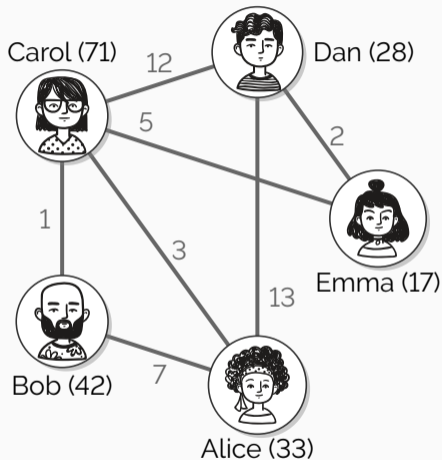 Carol (71)
12
Dan (28)
5
2
1
3
Emma (17)
13
Bob (42)
7
Alice (33)